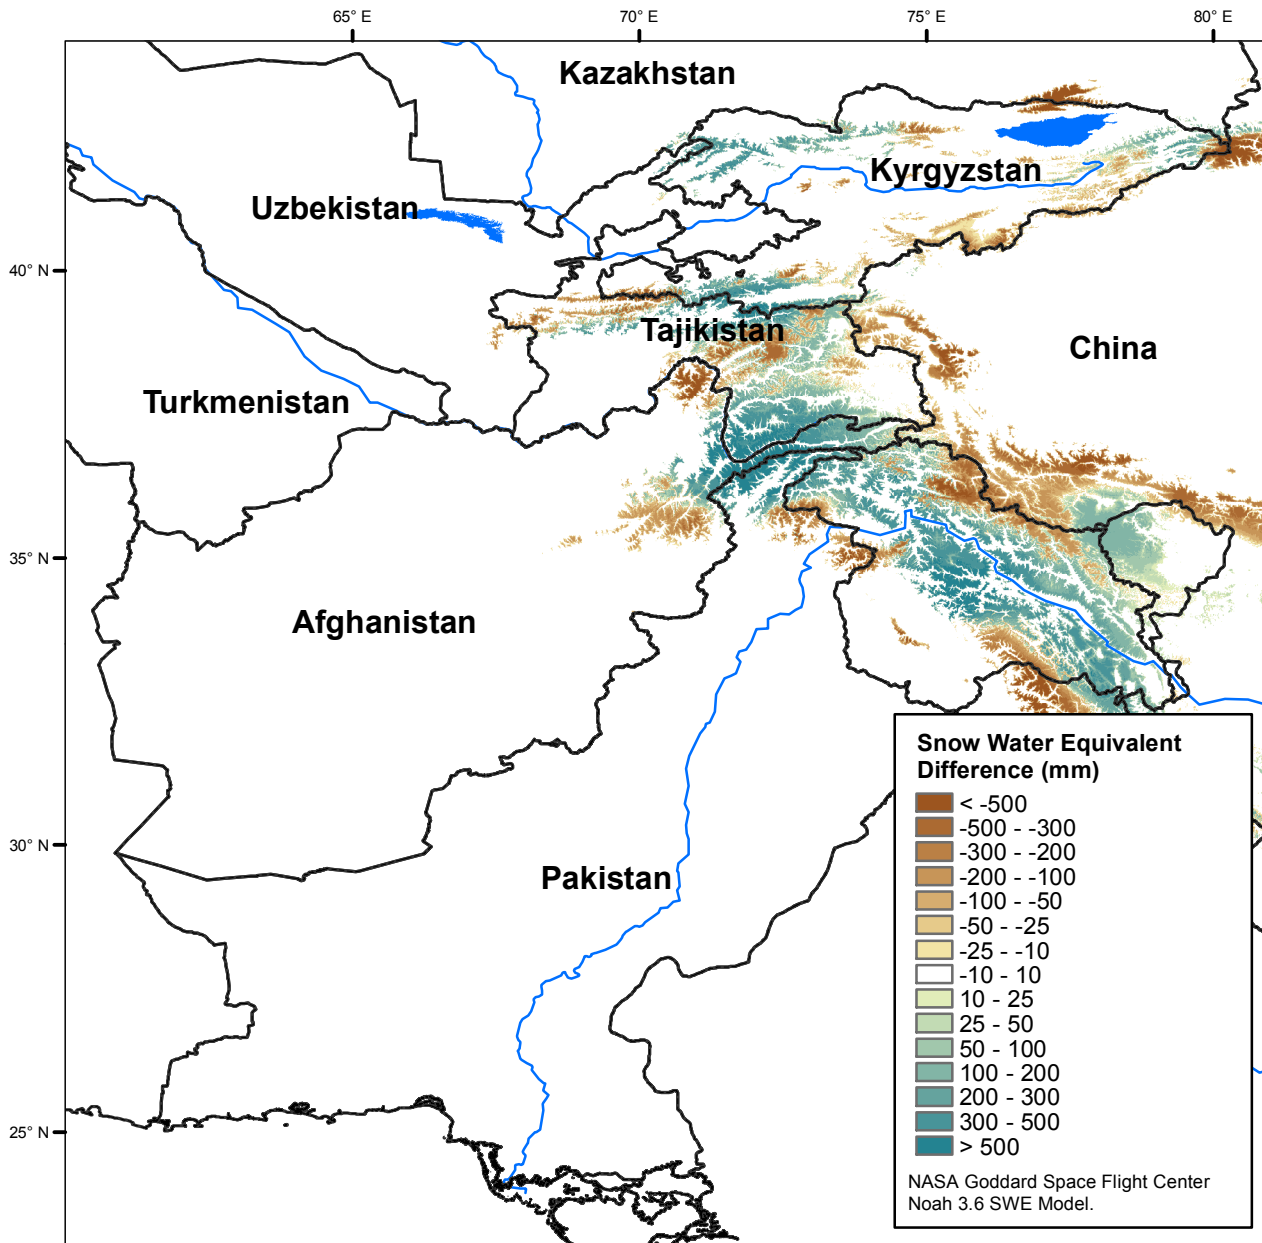 65° E
70° E
75° E
80° E
Kazakhstan
Kyrgyzstan
Uzbekistan
40° N
Tajikistan
China
Turkmenistan
35° N
Afghanistan
30° N
Pakistan
25° N
Snow Water Equivalent
Difference (mm)
< -500
-500 - -300
-300 - -200
-200 - -100
-100 - -50
-50 - -25
-25 - -10
-10 - 10
10 - 25
25 - 50
50 - 100
100 - 200
200 - 300
300 - 500
> 500
NASA Goddard Space Flight Center
Noah 3.6 SWE Model.